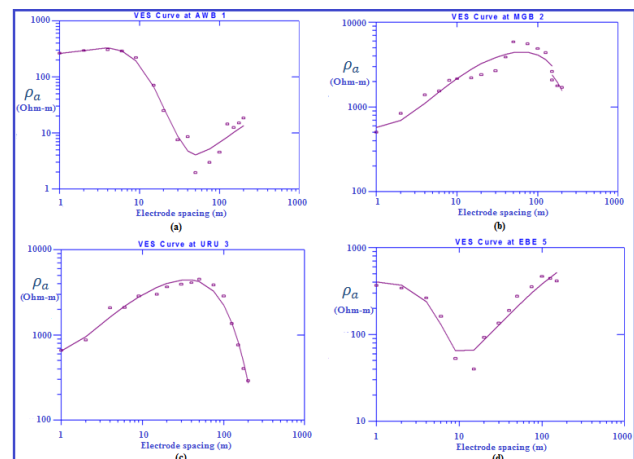 VES Curve at AWB 1
1000
100
10
1
ρa
(Ohm-m)
1 10 100 1000
Electrode spacing (m)
(a)
VES Curve at MGB 2
10000
1000
100
ρa
(Ohm-m)
1 10 100 1000
Electrode spacing (m)
(b)
VES Curve at URU 3
10000
1000
100
ρa
(Ohm-m)
1 10 100 1000
Electrode spacing (m)
(c)
VES Curve at EBE 5
1000
100
10
ρa
(Ohm-m)
1 10 100 1000
Electrode spacing (m)
(d)